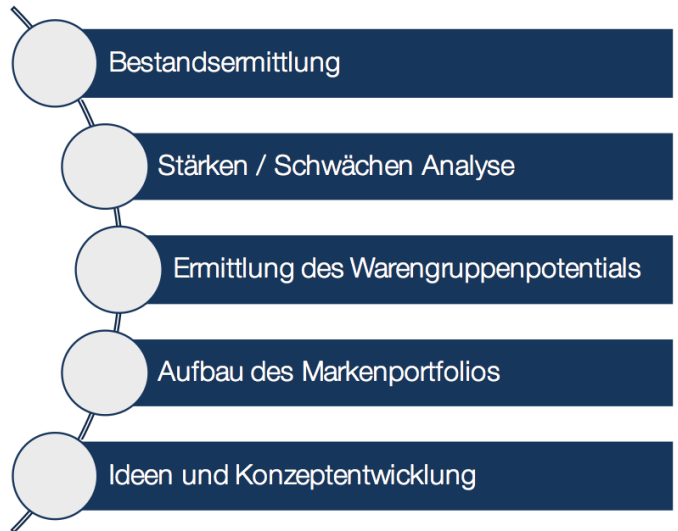 Bestandsermittlung
Stärken / Schwächen Analyse
Ermittlung des Warengruppenpotentials
Aufbau des Markenportfolios
Ideen und Konzeptentwicklung